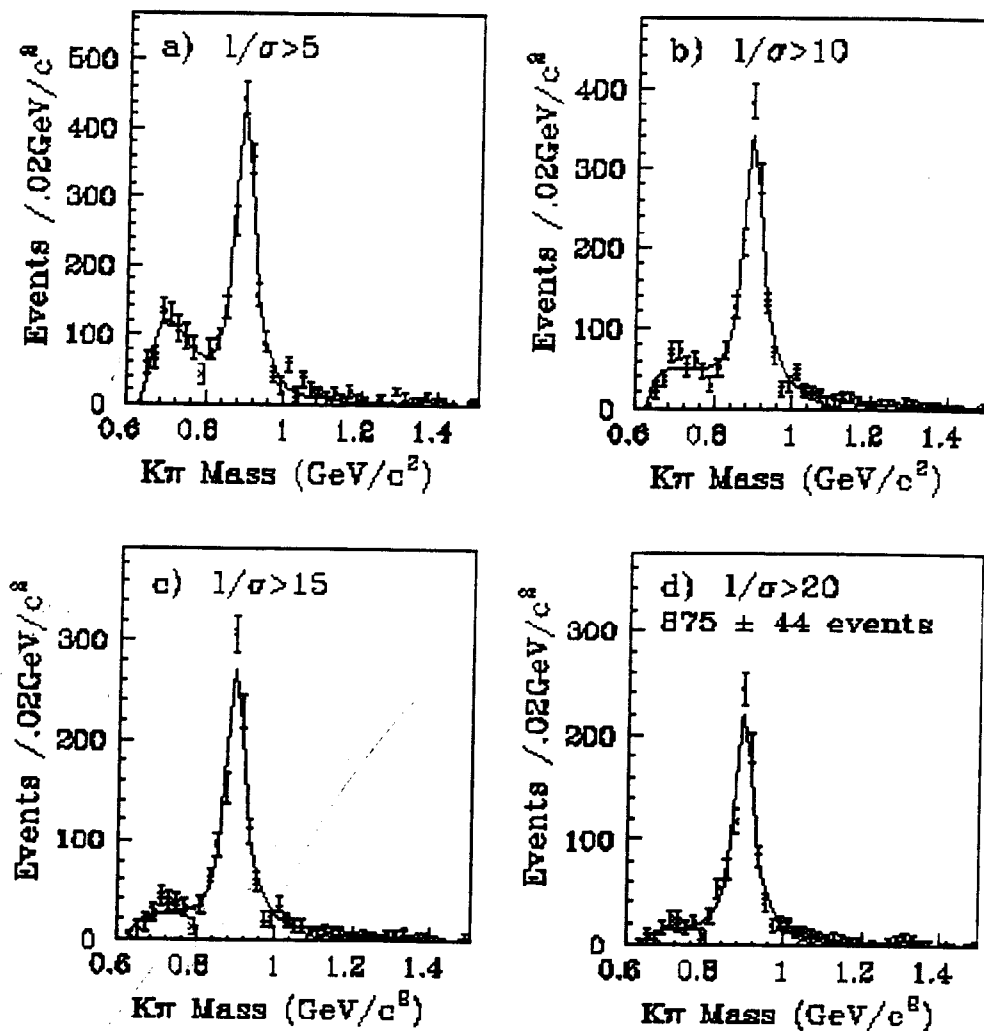 a) l/σ>5
Events /.02GeV/c²
500
400
300
200
100
0
0.6 0.8 1 1.2 1.4
Kπ Mass (GeV/c²)
b) l/σ>10
Events /.02GeV/c²
400
300
200
100
0
0.6 0.8 1 1.2 1.4
Kπ Mass (GeV/c²)
c) l/σ>15
Events /.02GeV/c²
300
200
100
0
0.6 0.8 1 1.2 1.4
Kπ Mass (GeV/c²)
d) l/σ>20
875 ± 44 events
Events /.02GeV/c²
300
200
100
0
0.6 0.8 1 1.2 1.4
Kπ Mass (GeV/c²)